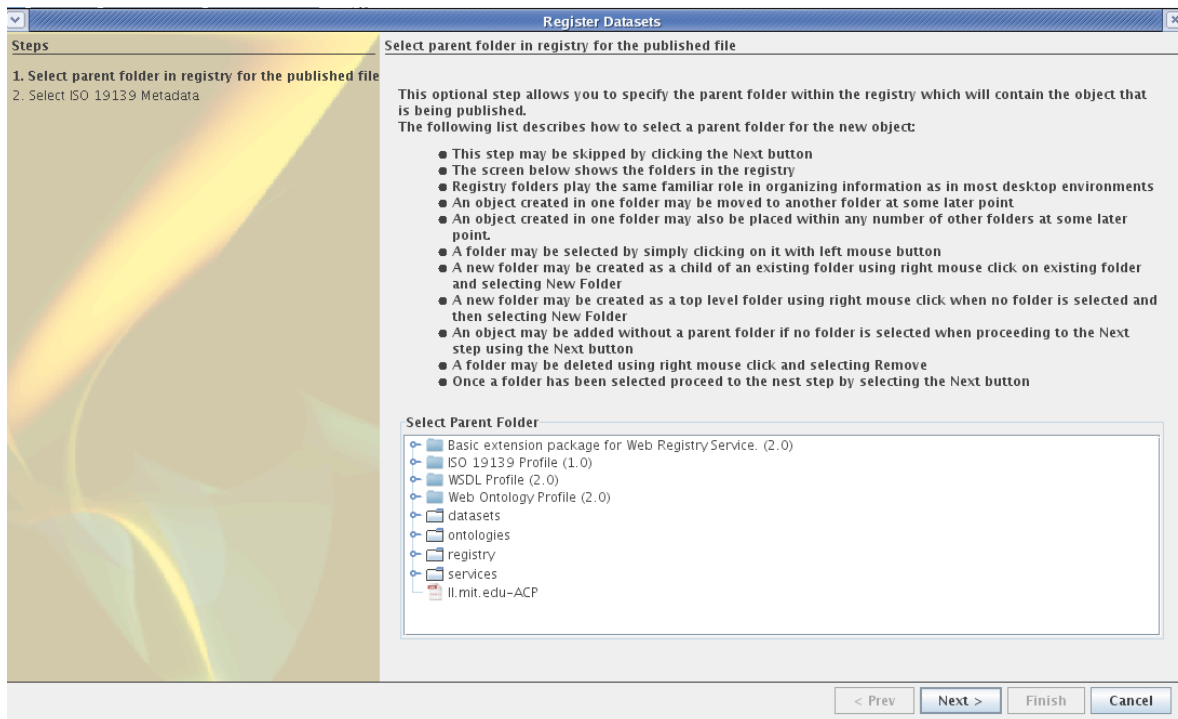 Register Datasets
Steps
1. Select parent folder in registry for the published file
2. Select ISO 19139 Metadata
Select parent folder in registry for the published file
This optional step allows you to specify the parent folder within the registry which will contain the object that
is being published.
The following list describes how to select a parent folder for the new object:
● This step may be skipped by clicking the Next button
● The screen below shows the folders in the registry
● Registry folders play the same familiar role in organizing information as in most desktop environments
● An object created in one folder may be moved to another folder at some later point
● An object created in one folder may also be placed within any number of other folders at some later
point.
● A folder may be selected by simply clicking on it with left mouse button
● A new folder may be created as a child of an existing folder using right mouse click on existing folder
and selecting New Folder
● A new folder may be created as a top level folder using right mouse click when no folder is selected and
then selecting New Folder
● An object may be added without a parent folder if no folder is selected when proceeding to the Next
step using the Next button
● A folder may be deleted using right mouse click and selecting Remove
● Once a folder has been selected proceed to the nest step by selecting the Next button
Select Parent Folder
Basic extension package for Web Registry Service. (2.0)
ISO 19139 Profile (1.0)
WSDL Profile (2.0)
Web Ontology Profile (2.0)
datasets
ontologies
registry
services
ll.mit.edu-ACP
< Prev
Next >
Finish
Cancel